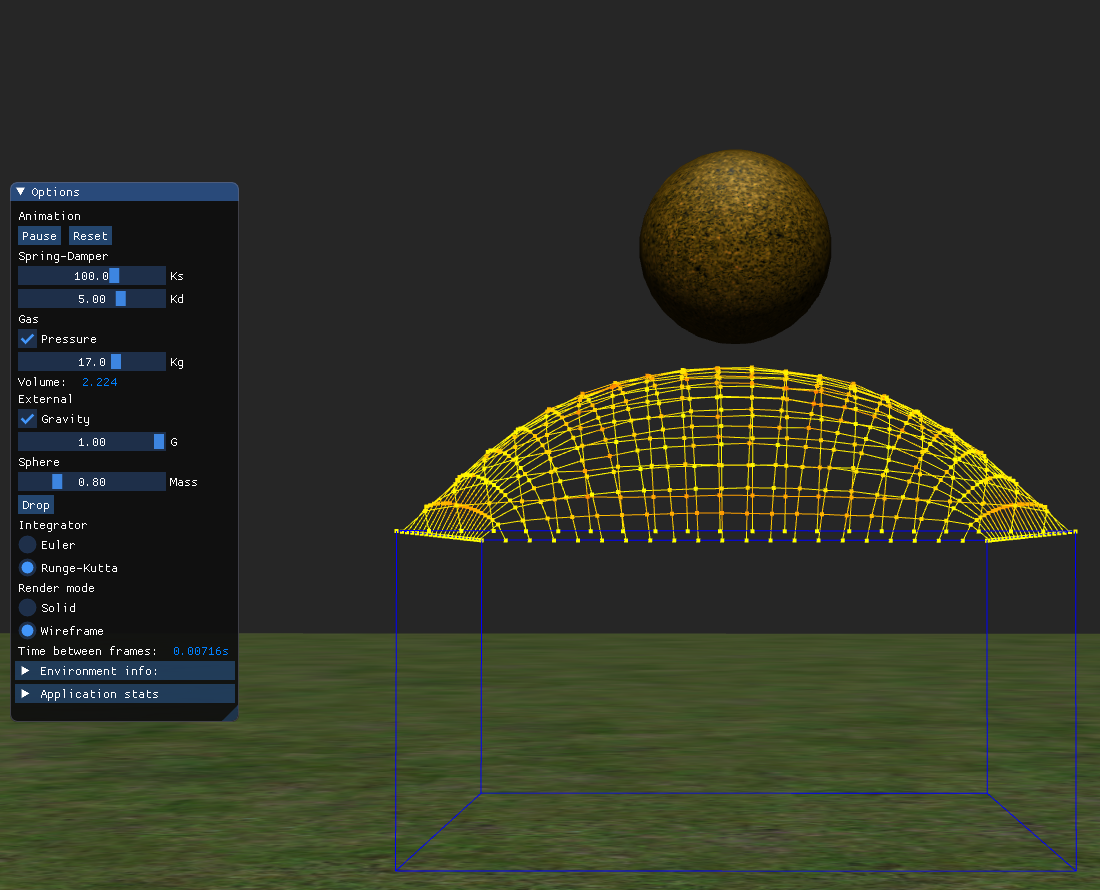 Options
Animation
Pause Reset
Spring-Damper
100.0 Ks
5.00 Kd
Gas
Pressure
17.0 Kg
Volume: 2.224
External
Gravity
1.00 G
Sphere
0.80 Mass
Drop
Integrator
Euler
Runge-Kutta
Render mode
Solid
Wireframe
Time between frames: 0.00716s
Environment info:
Application stats